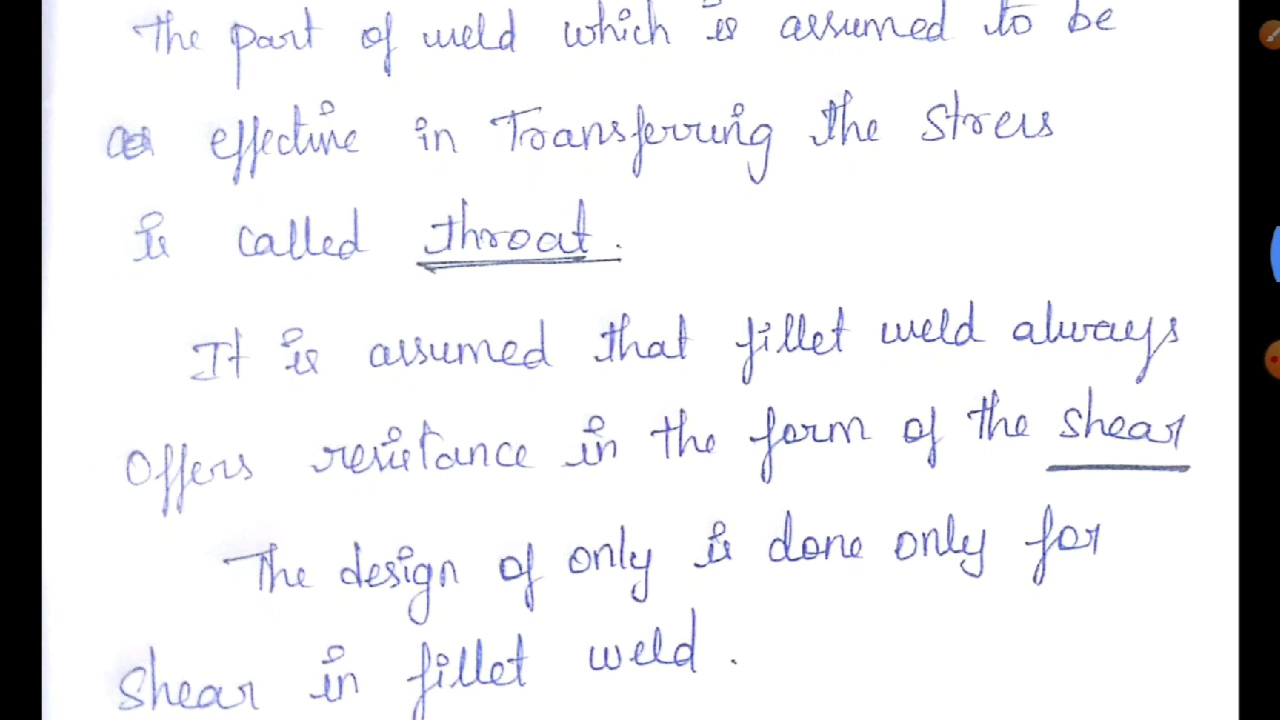 The part of weld which is assumed to be
as effective in Transferring the stress
is called throat.
It is assumed that fillet weld always
Offers resistance in the form of the shear
The design of only is done only for
Shear in fillet weld.